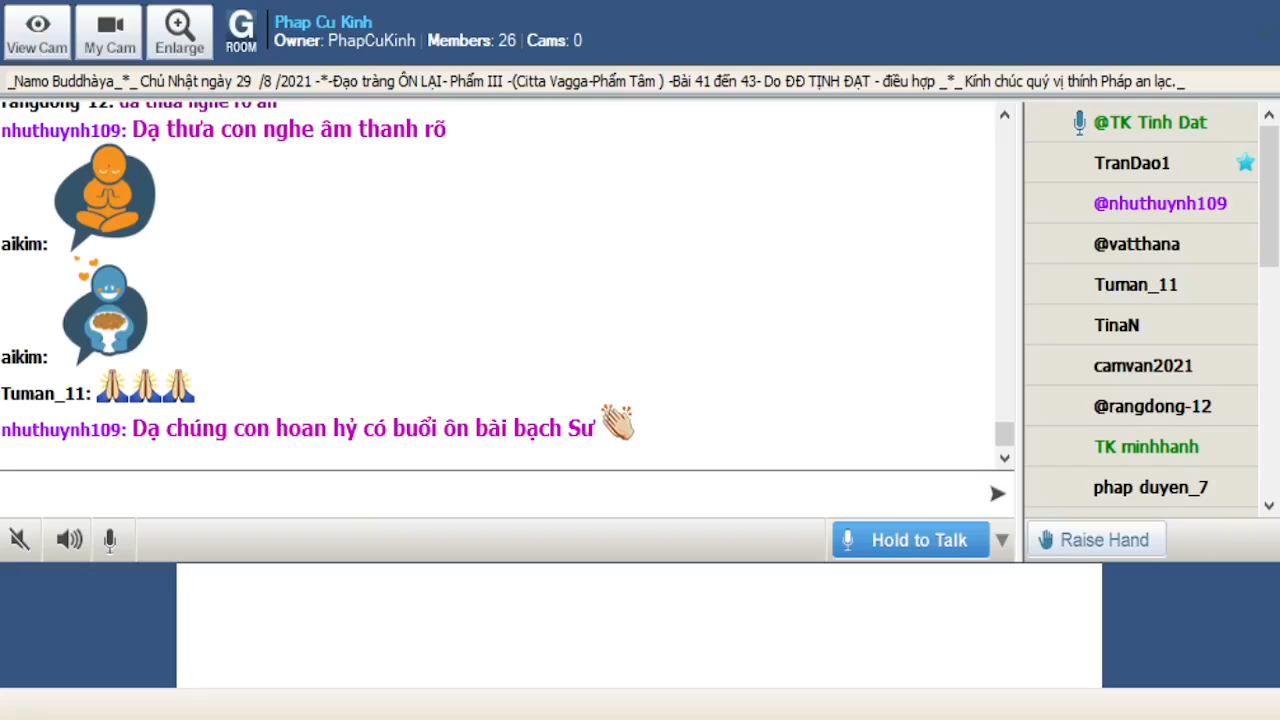 View Cam
My Cam
Enlarge
G
ROOM
Phap Cu Kinh
Owner: PhapCuKinh | Members: 26 | Cams: 0
_Namo Buddhàya_*_ Chủ Nhật ngày 29 /8 /2021 -*-Đạo tràng ÔN LẠI- Phẩm III -(Citta Vagga-Phẩm Tâm ) -Bài 41 đến 43- Do ĐĐ TỊNH ĐẠT - điều hợp _*_ Kính chúc quý vị thính Pháp an lạc._
rangdong-12:
nhuthuynh109: Dạ thưa con nghe âm thanh rõ
aikim:
aikim:
Tuman_11:
nhuthuynh109: Dạ chúng con hoan hỷ có buổi ôn bài bạch Sư
Hold to Talk
@TK Tinh Dat
TranDao1
@nhuthuynh109
@vatthana
Tuman_11
TinaN
camvan2021
@rangdong-12
TK minhhanh
phap duyen_7
Raise Hand